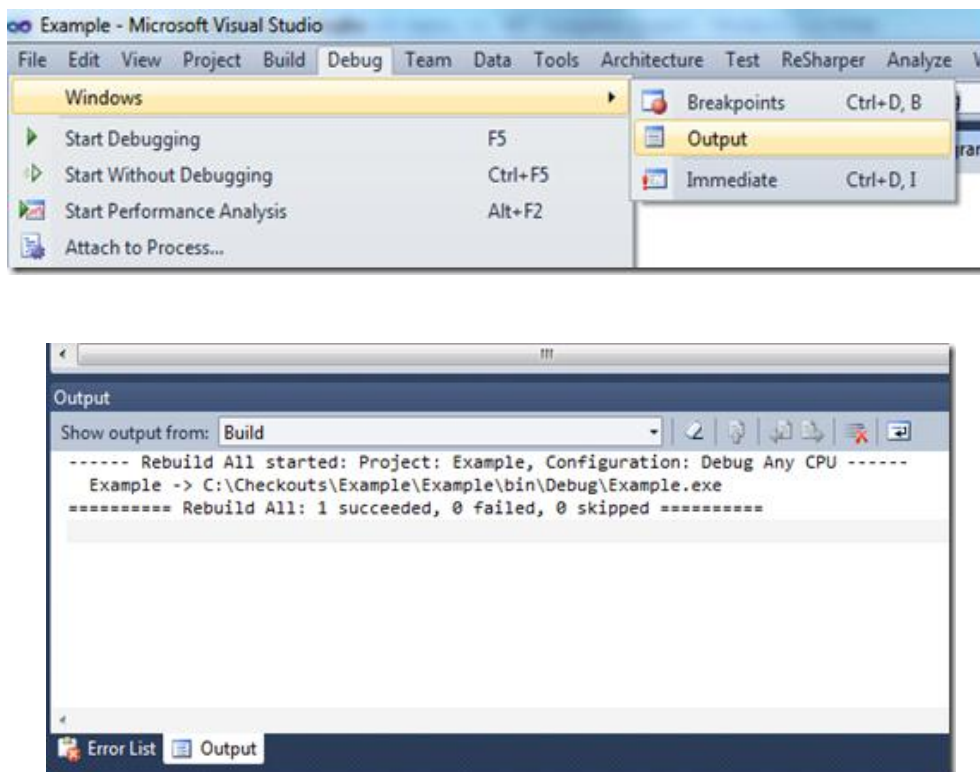 Example - Microsoft Visual Studio
File Edit View Project Build Debug Team Data Tools Architecture Test ReSharper Analyze
Windows
Breakpoints Ctrl+D, B
Start Debugging F5
Output
Start Without Debugging Ctrl+F5
Immediate Ctrl+D, I
Start Performance Analysis Alt+F2
Attach to Process...
Output
Show output from: Build
------ Rebuild All started: Project: Example, Configuration: Debug Any CPU ------
Example -> C:\Checkouts\Example\Example\bin\Debug\Example.exe
========== Rebuild All: 1 succeeded, 0 failed, 0 skipped ==========
Error List Output